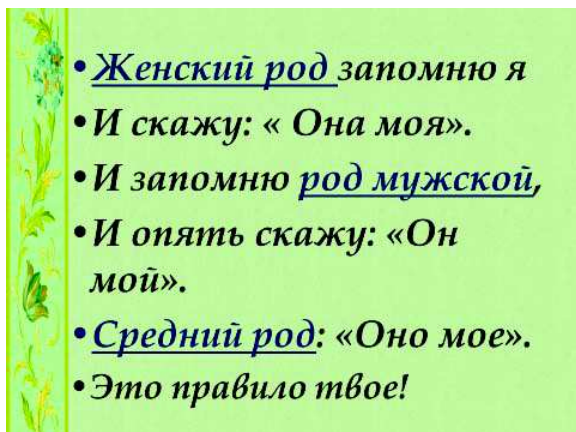 • Женский род запомню я
• И скажу: « Она моя».
• И запомню род мужской,
• И опять скажу: «Он
мой».
• Средний род: «Оно мое».
• Это правило твое!